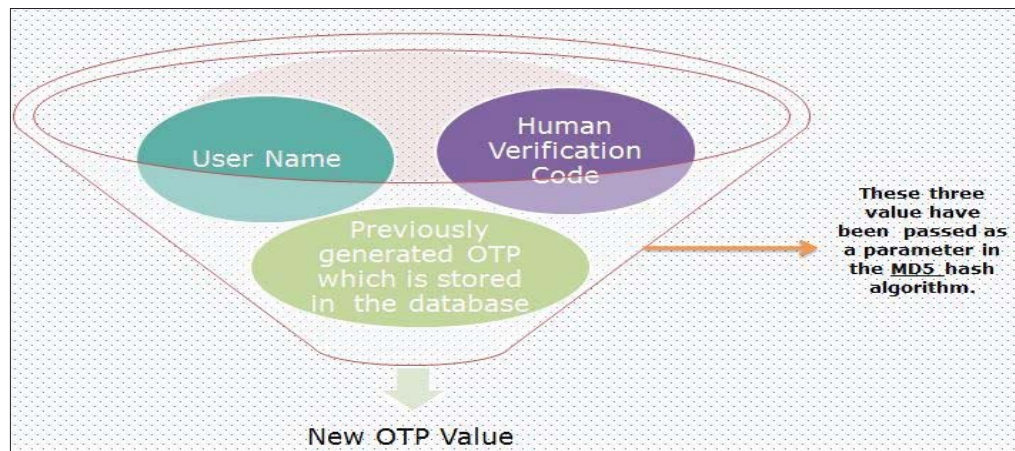 User Name
Human
Verification
Code
Previously
generated OTP
which is stored
in the database
These three
value have
been passed as
a parameter in
the MD5 hash
algorithm.
New OTP Value